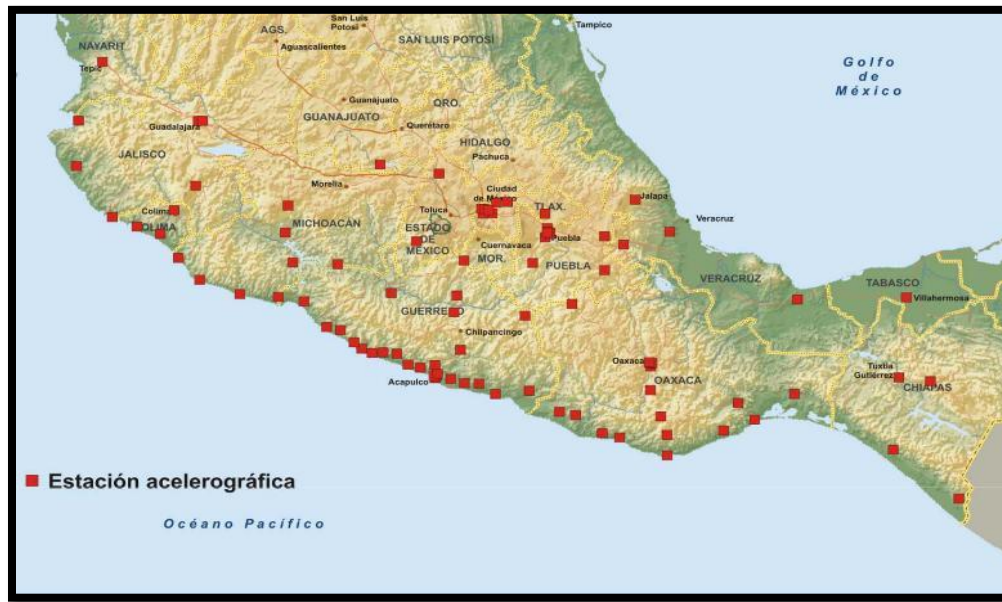 San Luis
Potosí
Tampico
AGS.
Aguascalientes
SAN LUIS POTOSÍ
NAYARIT
Tepic
Golfo
de
México
Guanajuato
QRO.
GUANAJUATO
Querétaro
Guadalajara
HIDALGO
Pachuca
JALISCO
Morelia
Ciudad
de México
TLAX.
Jalapa
Colima
Toluca
Veracruz
MICHOACÁN
ESTADO
DE
MÉXICO
Puebla
Cuernavaca
MOR.
PUEBLA
VERACRUZ
TABASCO
Villahermosa
GUERRERO
Chilpancingo
Oaxaca
OAXACA
Tuxtla
Gutiérrez
CHIAPAS
Acapulco
Estación acelerográfica
Océano Pacífico